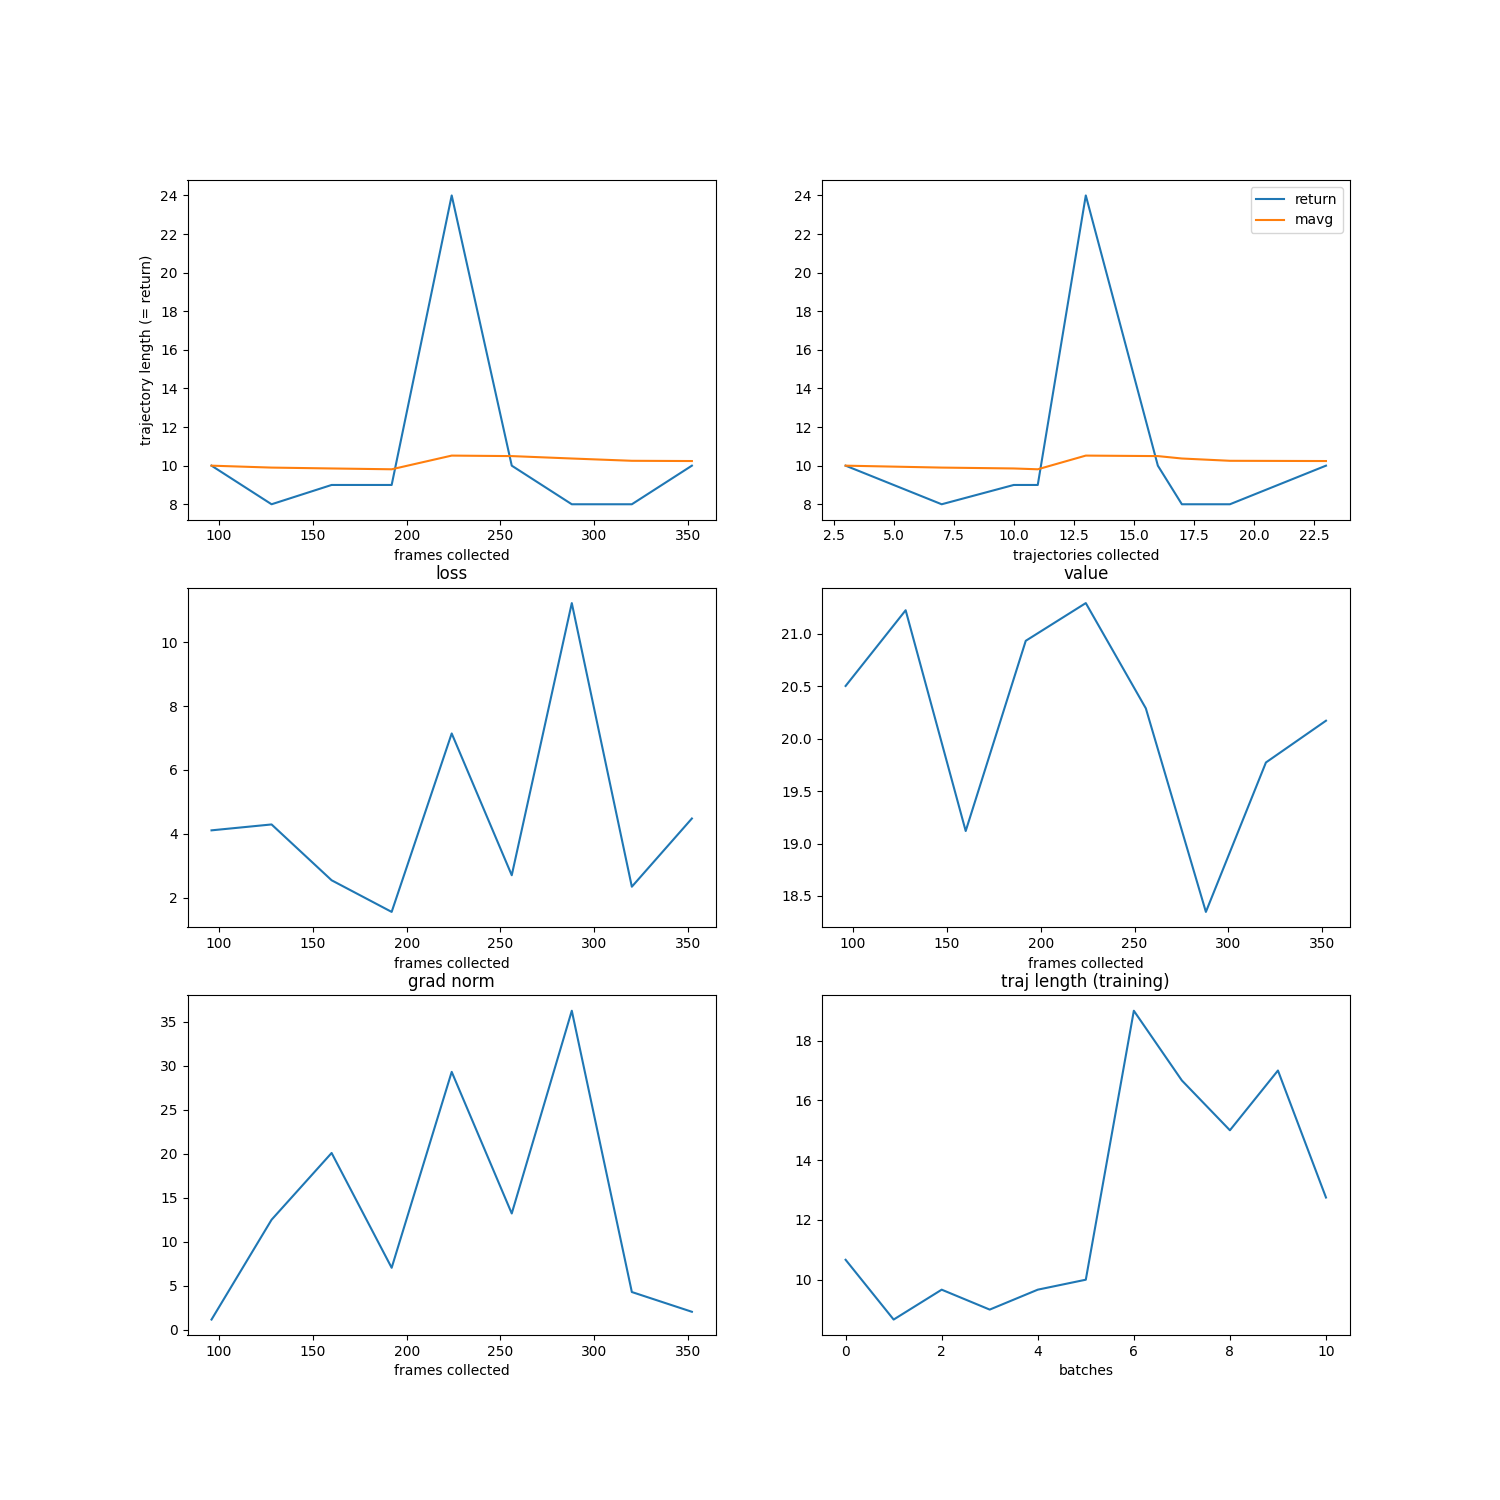 24
22
20
18
16
14
12
10
8
trajectory length (= return)
100 150 200 250 300 350
frames collected
24
22
20
18
16
14
12
10
8
return
mavg
2.5 5.0 7.5 10.0 12.5 15.0 17.5 20.0 22.5
trajectories collected
loss
10
8
6
4
2
100 150 200 250 300 350
frames collected
value
21.0
20.5
20.0
19.5
19.0
18.5
100 150 200 250 300 350
frames collected
grad norm
35
30
25
20
15
10
5
0
100 150 200 250 300 350
frames collected
traj length (training)
18
16
14
12
10
0 2 4 6 8 10
batches